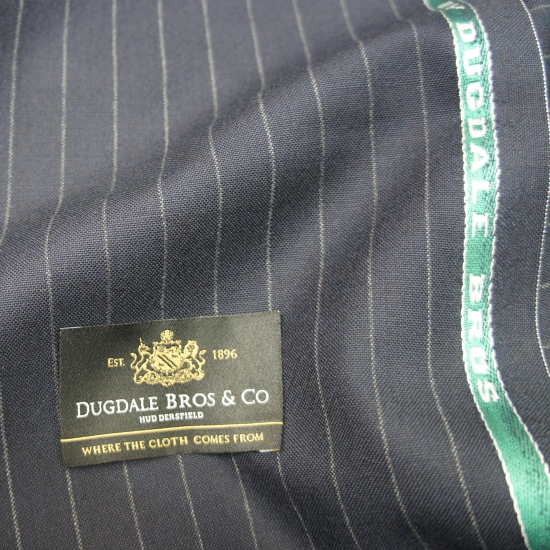 EST. 1896
DUGDALE BROS & CO
HUDDERSFIELD
WHERE THE CLOTH COMES FROM
DUGDALE BROS